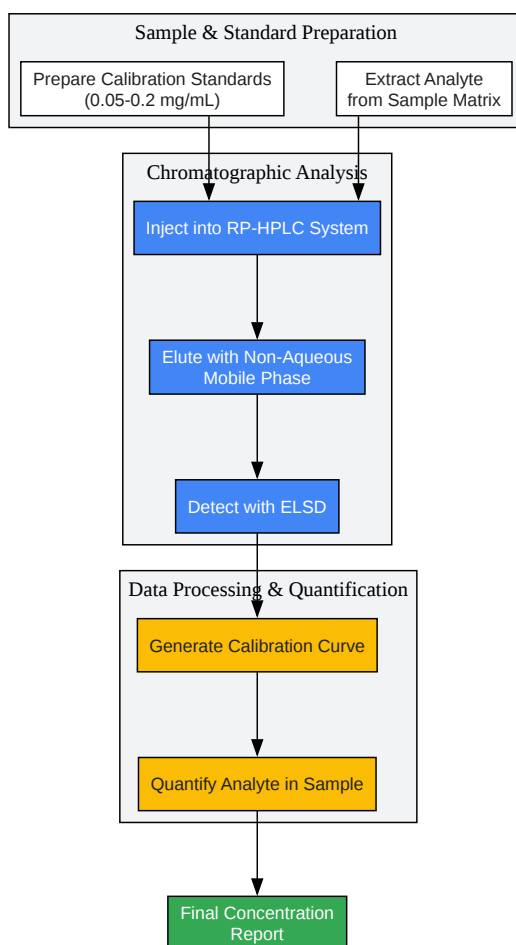 Sample & Standard Preparation
Prepare Calibration Standards
(0.05-0.2 mg/mL)
Extract Analyte
from Sample Matrix
Chromatographic Analysis
Inject into RP-HPLC System
Elute with Non-Aqueous
Mobile Phase
Detect with ELSD
Data Processing & Quantification
Generate Calibration Curve
Quantify Analyte in Sample
Final Concentration
Report